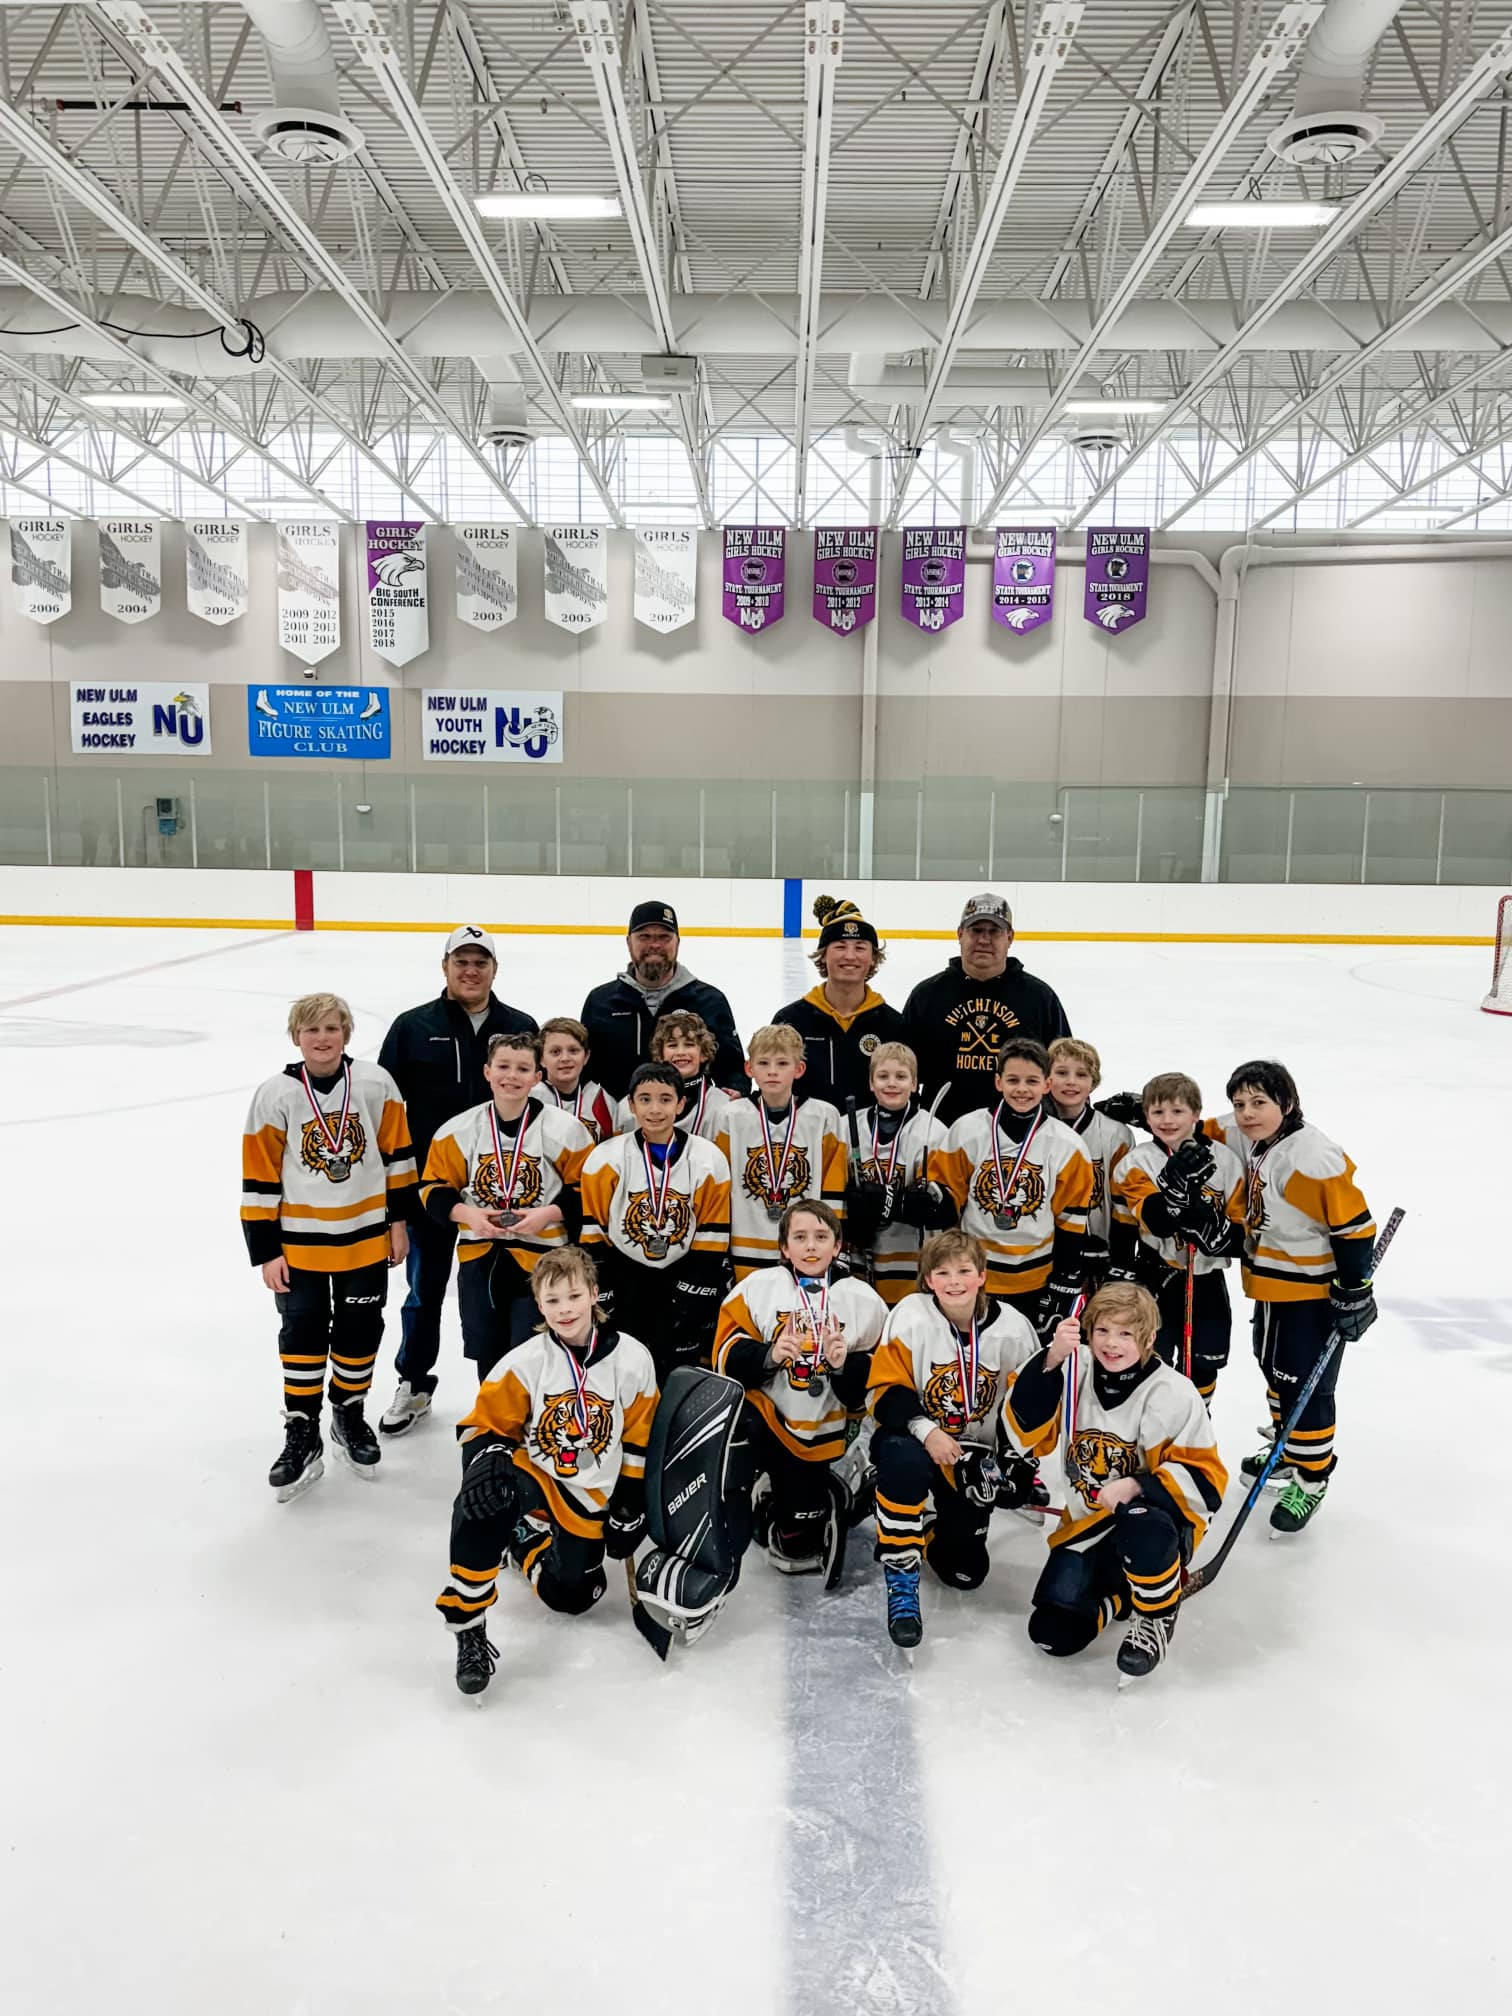 GIRLS
HOCKEY
2006
GIRLS
HOCKEY
2004
GIRLS
HOCKEY
2002
GIRLS
HOCKEY
2009 2012
2010 2013
2011 2014
GIRLS
HOCKEY
BIG SOUTH
CONFERENCE
2015
2016
2017
2018
GIRLS
HOCKEY
2003
GIRLS
HOCKEY
2005
GIRLS
HOCKEY
2007
NEW ULM
GIRLS HOCKEY
STATE TOURNAMENT
2009-2010
NU
NEW ULM
GIRLS HOCKEY
STATE TOURNAMENT
2011-2012
NU
NEW ULM
GIRLS HOCKEY
STATE TOURNAMENT
2013-2014
NU
NEW ULM
GIRLS HOCKEY
STATE TOURNAMENT
2014-2015
NEW ULM
GIRLS HOCKEY
STATE TOURNAMENT
2018
NEW ULM
EAGLES
HOCKEY
NU
HOME OF THE
NEW ULM
FIGURE SKATING
CLUB
NEW ULM
YOUTH
HOCKEY
NU
HUTCHINSON
MN
HOCKEY
CCM
BAUER
BAUER
CCM
CCM
CCM